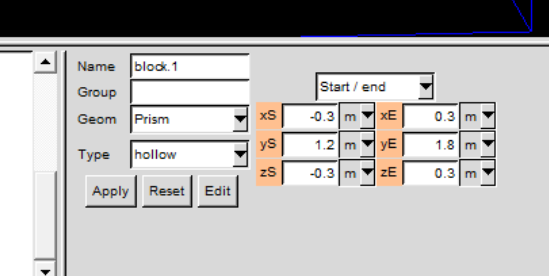 Name block.1
Group
Start / end
Geom Prism
xS -0.3 m xE 0.3 m
yS 1.2 m yE 1.8 m
Type hollow
zS -0.3 m zE 0.3 m
Apply Reset Edit